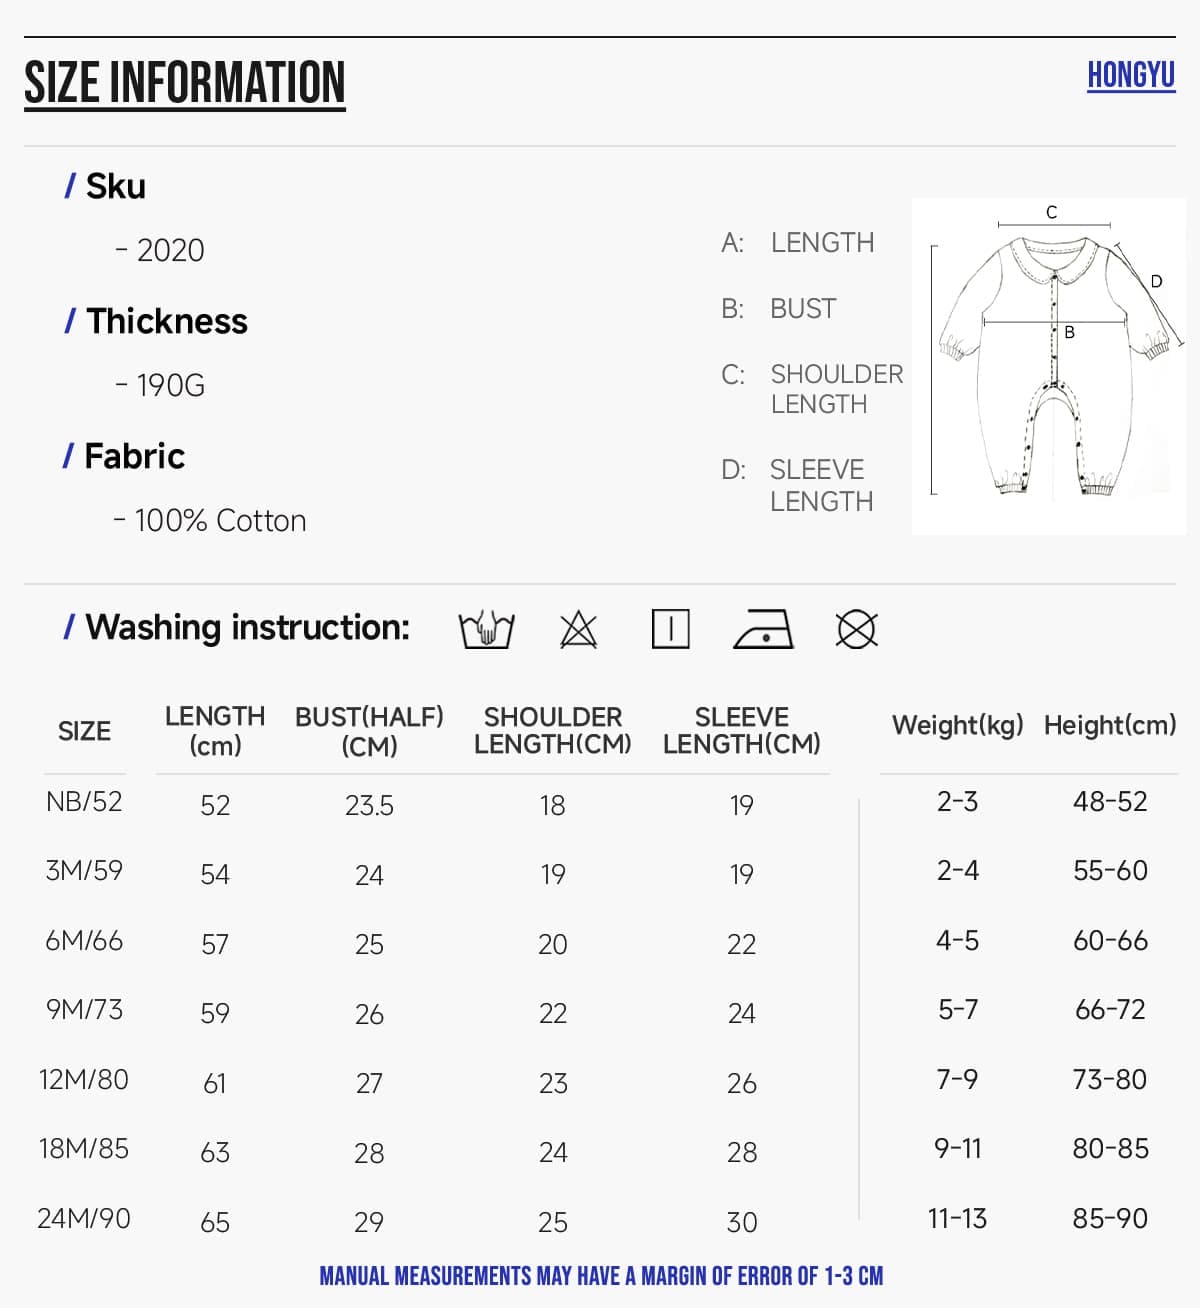 SIZE INFORMATION
HONGYU
/ Sku
- 2020
/ Thickness
- 190G
/ Fabric
- 100% Cotton
A: LENGTH
B: BUST
C: SHOULDER
LENGTH
D: SLEEVE
LENGTH
C
D
B
/ Washing instruction:
SIZE LENGTH (cm) BUST(HALF) (CM) SHOULDER LENGTH(CM) SLEEVE LENGTH(CM) Weight(kg) Height(cm)
NB/52 52 23.5 18 19 2-3 48-52
3M/59 54 24 19 19 2-4 55-60
6M/66 57 25 20 22 4-5 60-66
9M/73 59 26 22 24 5-7 66-72
12M/80 61 27 23 26 7-9 73-80
18M/85 63 28 24 28 9-11 80-85
24M/90 65 29 25 30 11-13 85-90
MANUAL MEASUREMENTS MAY HAVE A MARGIN OF ERROR OF 1-3 CM